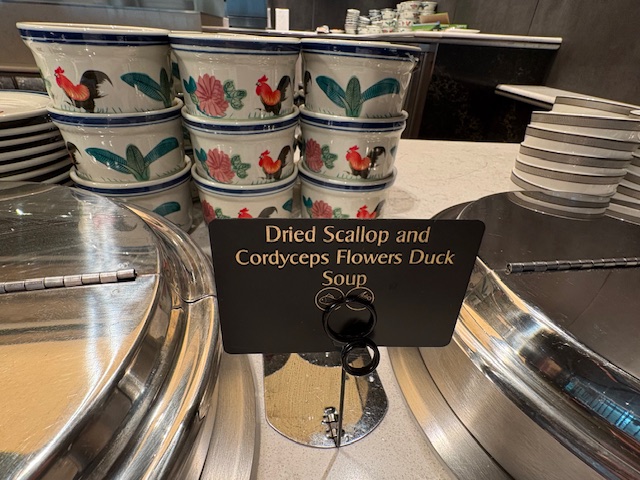 Dried Scallop and
Cordyceps Flowers Duck
Soup